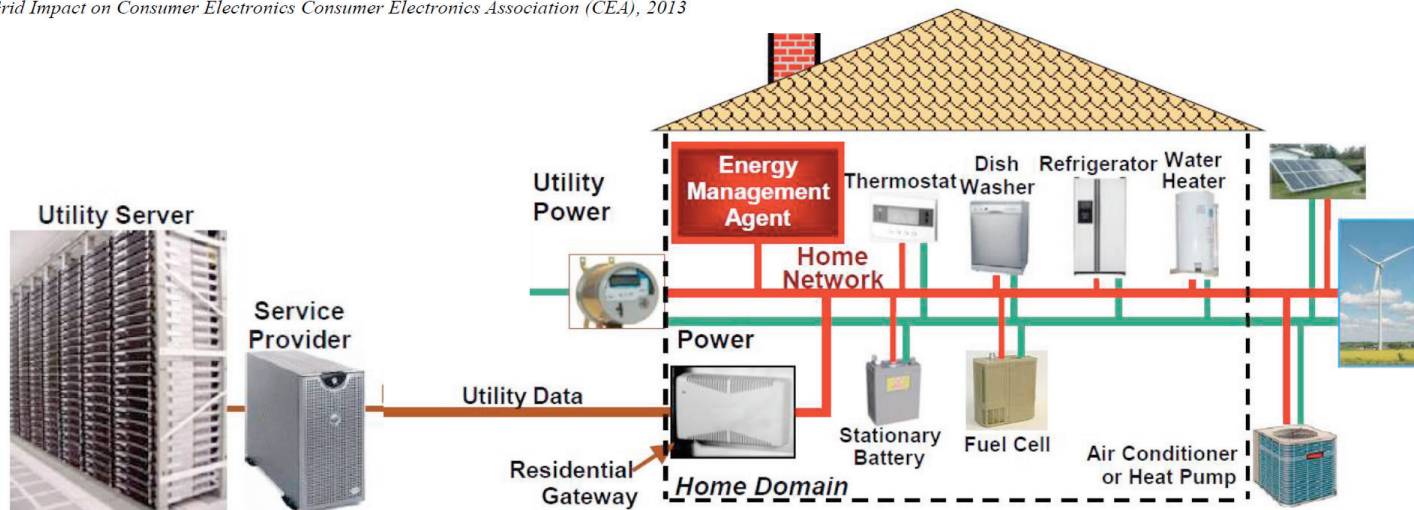 rid Impact on Consumer Electronics Consumer Electronics Association (CEA), 2013
Utility Server
Service
Provider
Utility
Power
Utility Data
Residential
Gateway
Energy
Management
Agent
Thermostat
Dish
Washer
Refrigerator
Water
Heater
Home
Network
Power
Stationary
Battery
Fuel Cell
Air Conditioner
or Heat Pump
Home Domain